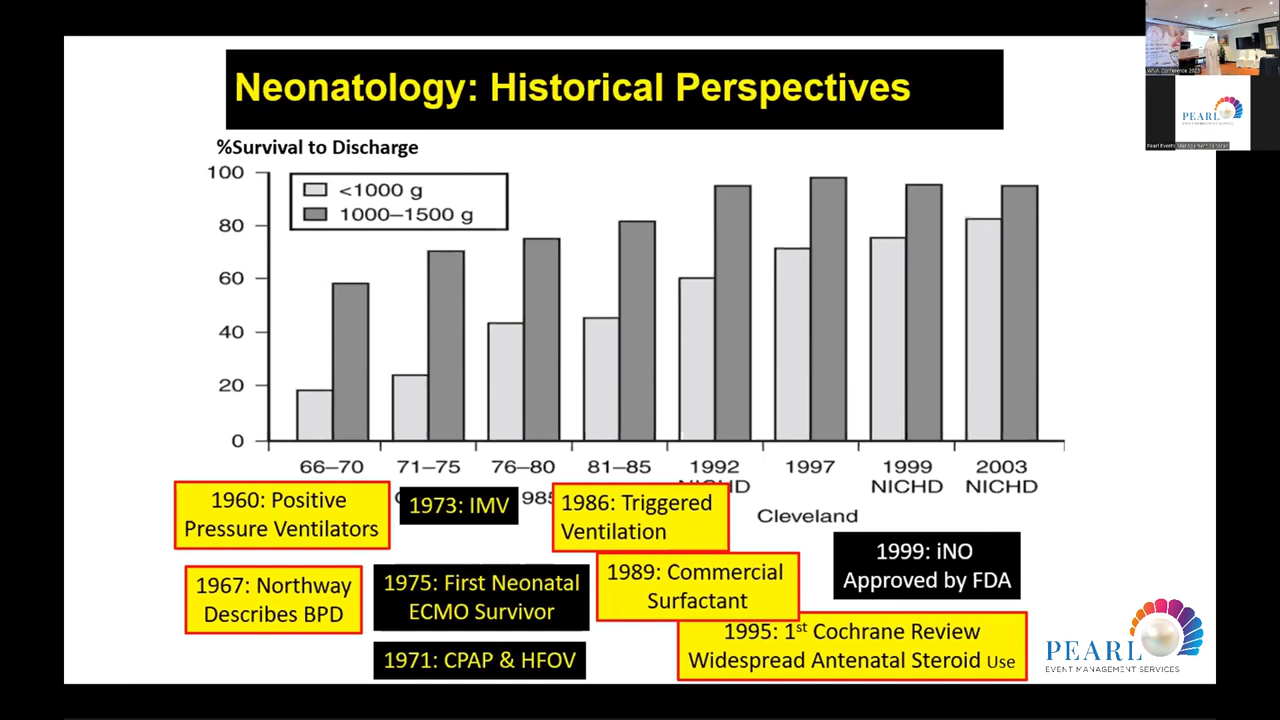 Neonatology: Historical Perspectives
%Survival to Discharge
100
80
60
40
20
0
<1000 g
1000–1500 g
66–70
71–75
76–80
81–85
1992
1997
1999
NICHD
2003
NICHD
Cleveland
1960: Positive
Pressure Ventilators
1973: IMV
1986: Triggered
Ventilation
1967: Northway
Describes BPD
1975: First Neonatal
ECMO Survivor
1989: Commercial
Surfactant
1999: iNO
Approved by FDA
1971: CPAP & HFOV
1995: 1st Cochrane Review
Widespread Antenatal Steroid Use
PEARL
EVENT MANAGEMENT SERVICES
PEARL